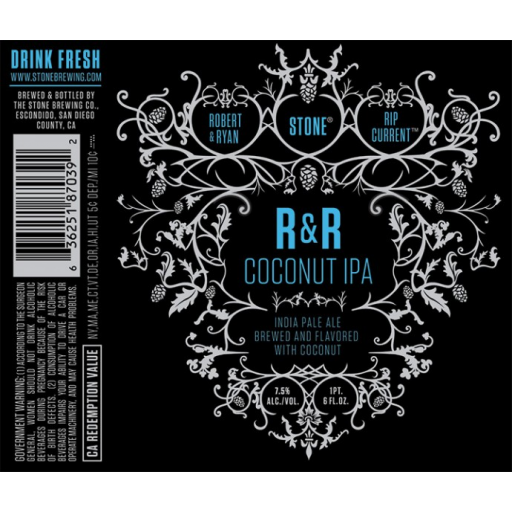 DRINK FRESH
WWW.STONEBREWING.COM
BREWED & BOTTLED BY
THE STONE BREWING CO.,
ESCONDIDO, SAN DIEGO
COUNTY, CA
6 36251 87039 2
NY,MA,ME,CT,VT,DE,OR,IA,HI,UT 5¢ DEP./MI 10¢
GOVERNMENT WARNING: (1) ACCORDING TO THE SURGEON
GENERAL, WOMEN SHOULD NOT DRINK ALCOHOLIC
BEVERAGES DURING PREGNANCY BECAUSE OF THE RISK
OF BIRTH DEFECTS. (2) CONSUMPTION OF ALCOHOLIC
BEVERAGES IMPAIRS YOUR ABILITY TO DRIVE A CAR OR
OPERATE MACHINERY, AND MAY CAUSE HEALTH PROBLEMS.
CA REDEMPTION VALUE
ROBERT
& RYAN
STONE®
RIP
CURRENT™
R&R
COCONUT IPA
INDIA PALE ALE
BREWED AND FLAVORED
WITH COCONUT
7.5%
ALC./VOL.
1PT.
6 FL.OZ.